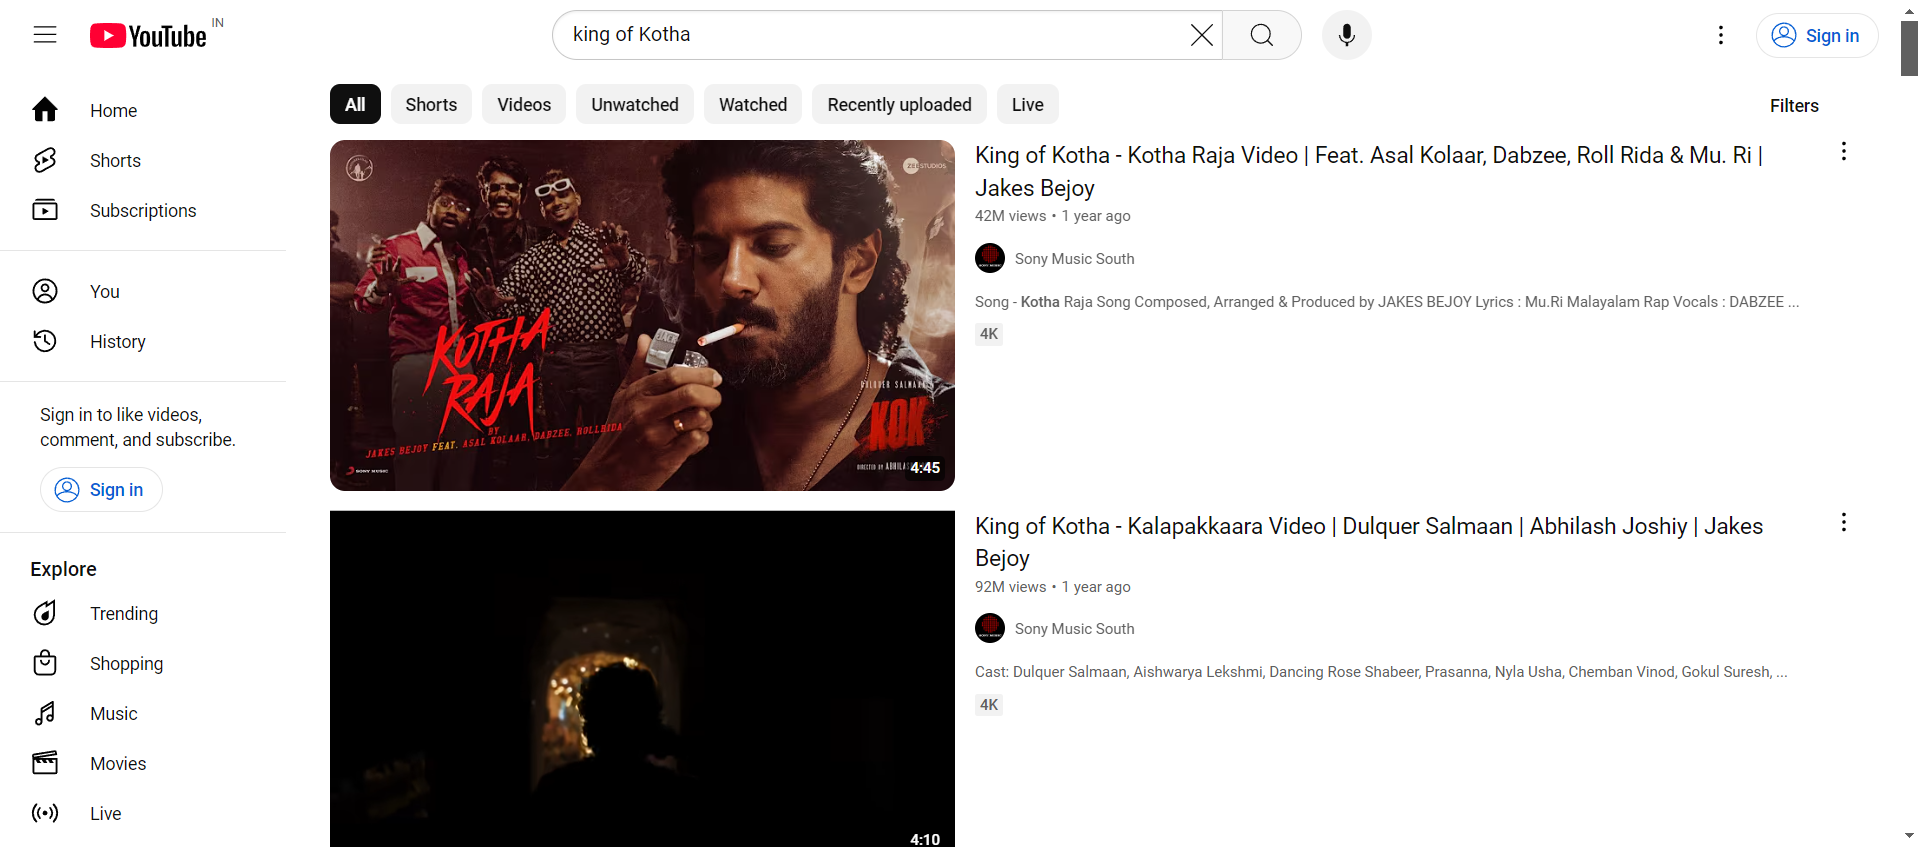 YouTube IN
king of Kotha
Sign in
Home
Shorts
Subscriptions
You
History
Sign in to like videos,
comment, and subscribe.
Sign in
Explore
Trending
Shopping
Music
Movies
Live
All Shorts Videos Unwatched Watched Recently uploaded Live
Filters
ZEE STUDIOS
KOTHA
RAJA
BY
JAKES BEJOY FEAT. ASAL KOLAAR, DABZEE, ROLLRIDA
SONY MUSIC
DULQUER SALMAAN
KOK
DIRECTED BY
4:45
King of Kotha - Kotha Raja Video | Feat. Asal Kolaar, Dabzee, Roll Rida & Mu. Ri |
Jakes Bejoy
42M views • 1 year ago
Sony Music South
Song - Kotha Raja Song Composed, Arranged & Produced by JAKES BEJOY Lyrics : Mu.Ri Malayalam Rap Vocals : DABZEE ...
4K
4:10
King of Kotha - Kalapakkaara Video | Dulquer Salmaan | Abhilash Joshiy | Jakes
Bejoy
92M views • 1 year ago
Sony Music South
Cast: Dulquer Salmaan, Aishwarya Lekshmi, Dancing Rose Shabeer, Prasanna, Nyla Usha, Chemban Vinod, Gokul Suresh, ...
4K